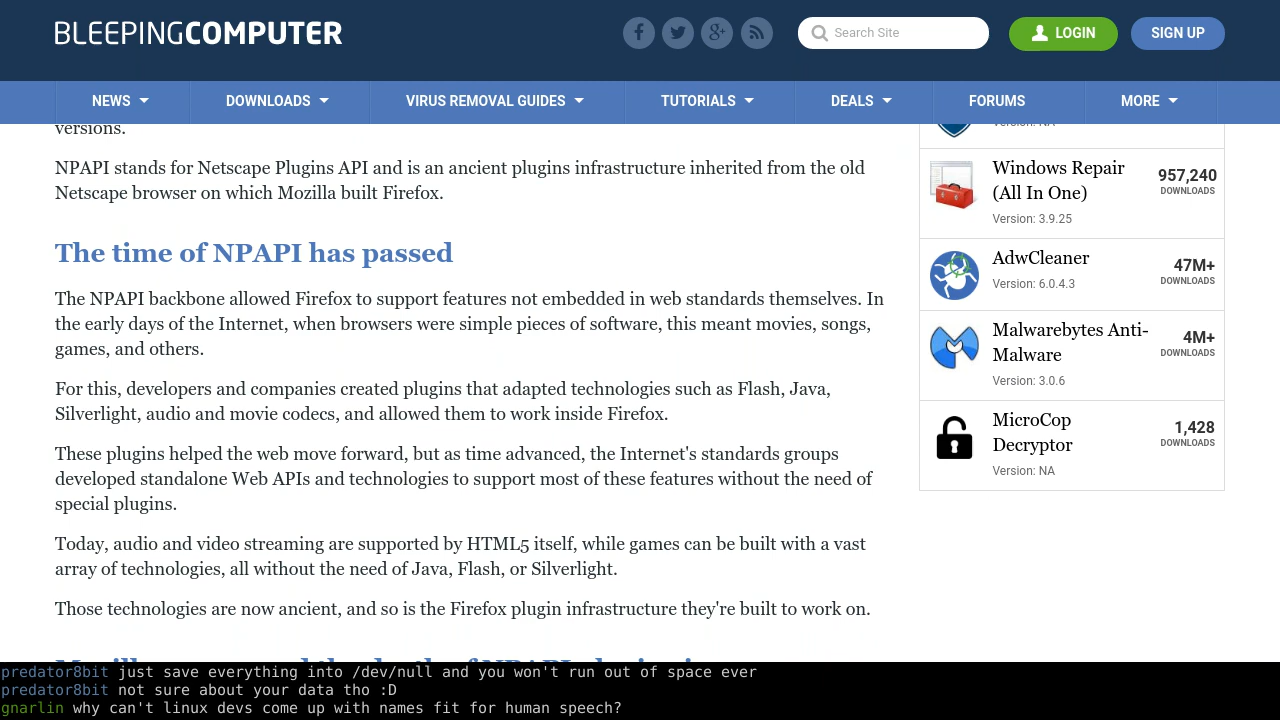 BLEEPINGCOMPUTER
Search Site
LOGIN
SIGN UP
NEWS
DOWNLOADS
VIRUS REMOVAL GUIDES
TUTORIALS
DEALS
FORUMS
MORE
versions.
NPAPI stands for Netscape Plugins API and is an ancient plugins infrastructure inherited from the old
Netscape browser on which Mozilla built Firefox.
The time of NPAPI has passed
The NPAPI backbone allowed Firefox to support features not embedded in web standards themselves. In
the early days of the Internet, when browsers were simple pieces of software, this meant movies, songs,
games, and others.
For this, developers and companies created plugins that adapted technologies such as Flash, Java,
Silverlight, audio and movie codecs, and allowed them to work inside Firefox.
These plugins helped the web move forward, but as time advanced, the Internet's standards groups
developed standalone Web APIs and technologies to support most of these features without the need of
special plugins.
Today, audio and video streaming are supported by HTML5 itself, while games can be built with a vast
array of technologies, all without the need of Java, Flash, or Silverlight.
Those technologies are now ancient, and so is the Firefox plugin infrastructure they're built to work on.
Version: NA
Windows Repair
(All In One)
Version: 3.9.25
957,240
DOWNLOADS
AdwCleaner
Version: 6.0.4.3
47M+
DOWNLOADS
Malwarebytes Anti-
Malware
Version: 3.0.6
4M+
DOWNLOADS
MicroCop
Decryptor
Version: NA
1,428
DOWNLOADS
predator8bit just save everything into /dev/null and you won't run out of space ever
predator8bit not sure about your data tho :D
gnarlin why can't linux devs come up with names fit for human speech?